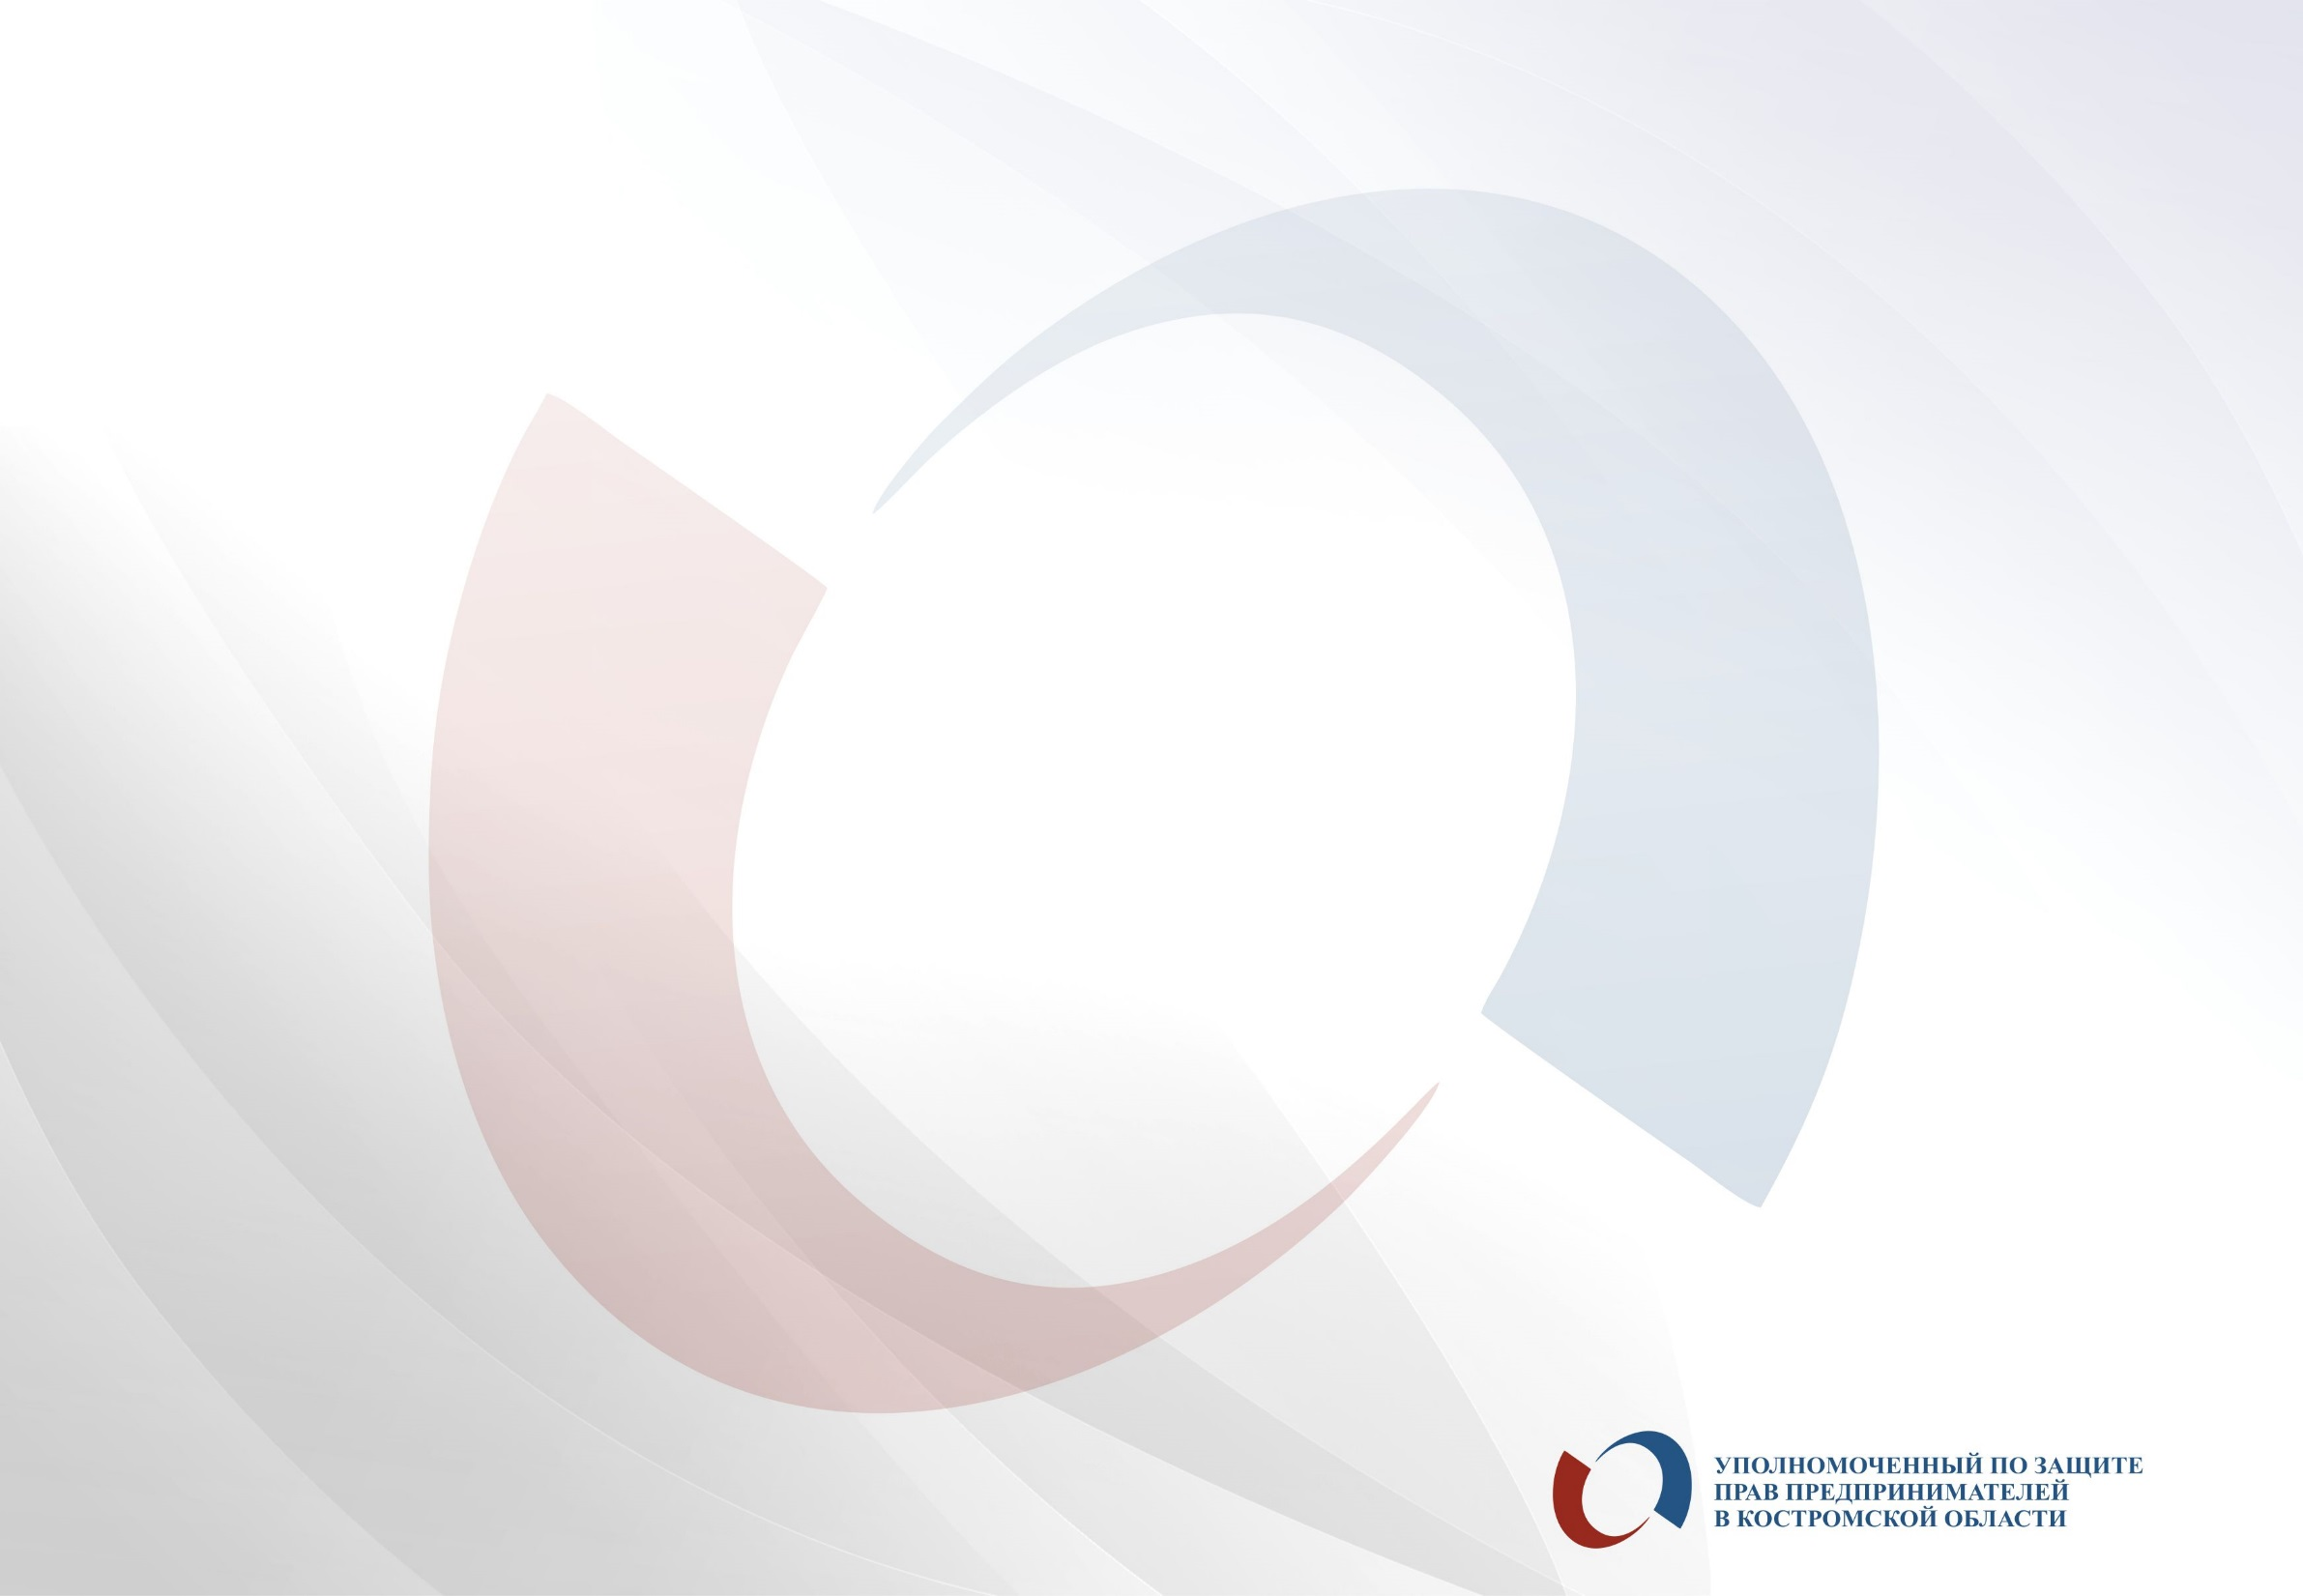 УПОЛНОМОЧЕННЫЙ ПО ЗАЩИТЕ
ПРАВ ПРЕДПРИНИМАТЕЛЕЙ
В КОСТРОМСКОЙ ОБЛАСТИ